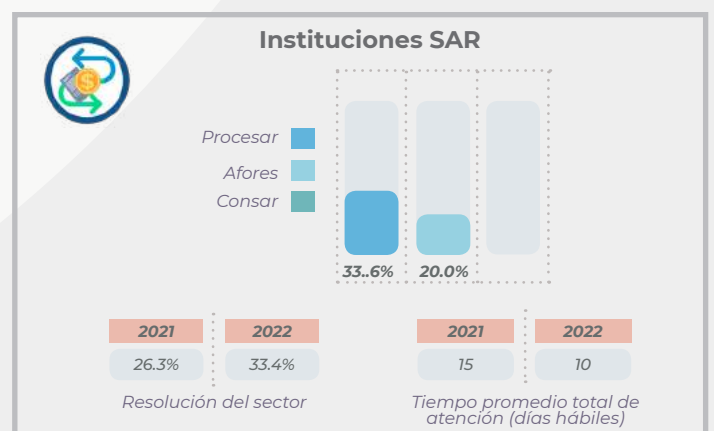 Instituciones SAR
Procesar
Afores
Consar
33..6% 20.0%
2021 2022
26.3% 33.4%
Resolución del sector
2021 2022
15 10
Tiempo promedio total de
atención (días hábiles)